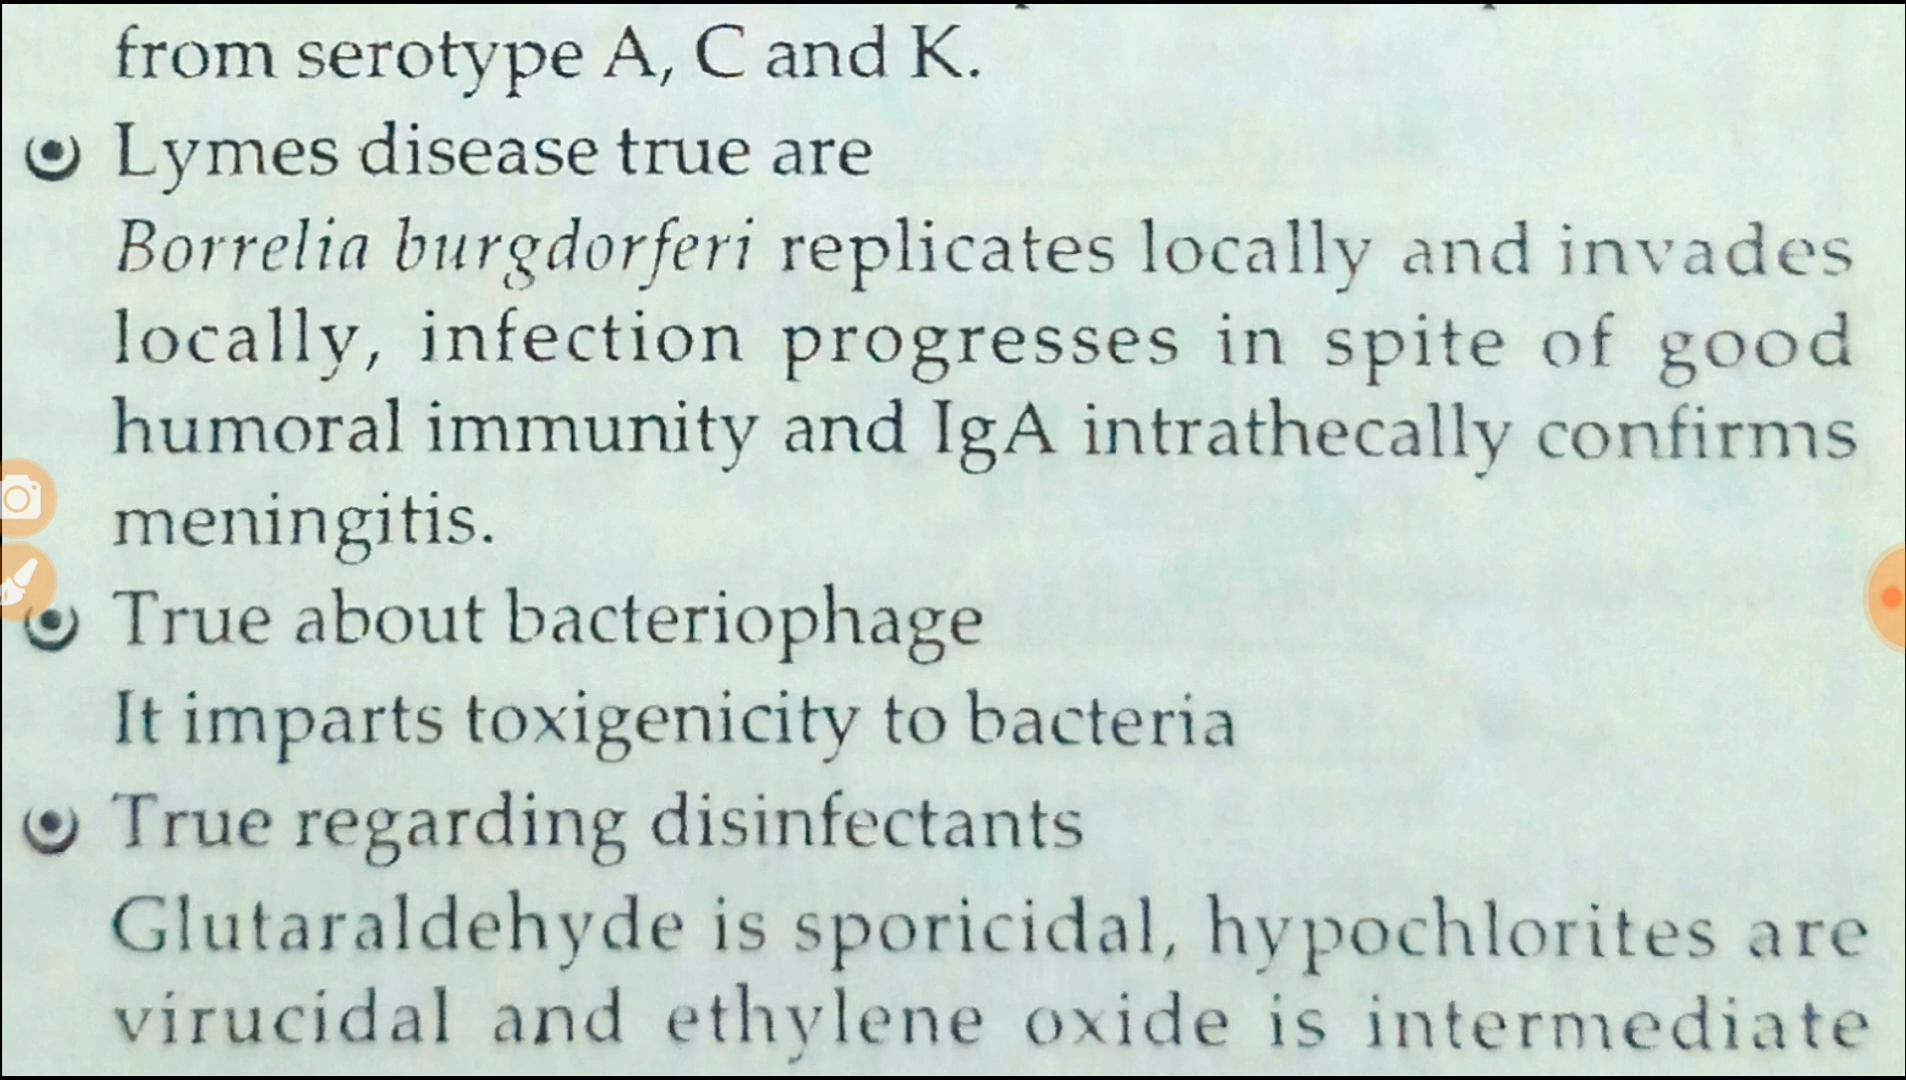 from serotype A, C and K.
Lymes disease true are
Borrelia burgdorferi replicates locally and invades
locally, infection progresses in spite of good
humoral immunity and IgA intrathecally confirms
meningitis.
True about bacteriophage
It imparts toxigenicity to bacteria
True regarding disinfectants
Glutaraldehyde is sporicidal, hypochlorites are
virucidal and ethylene oxide is intermediate